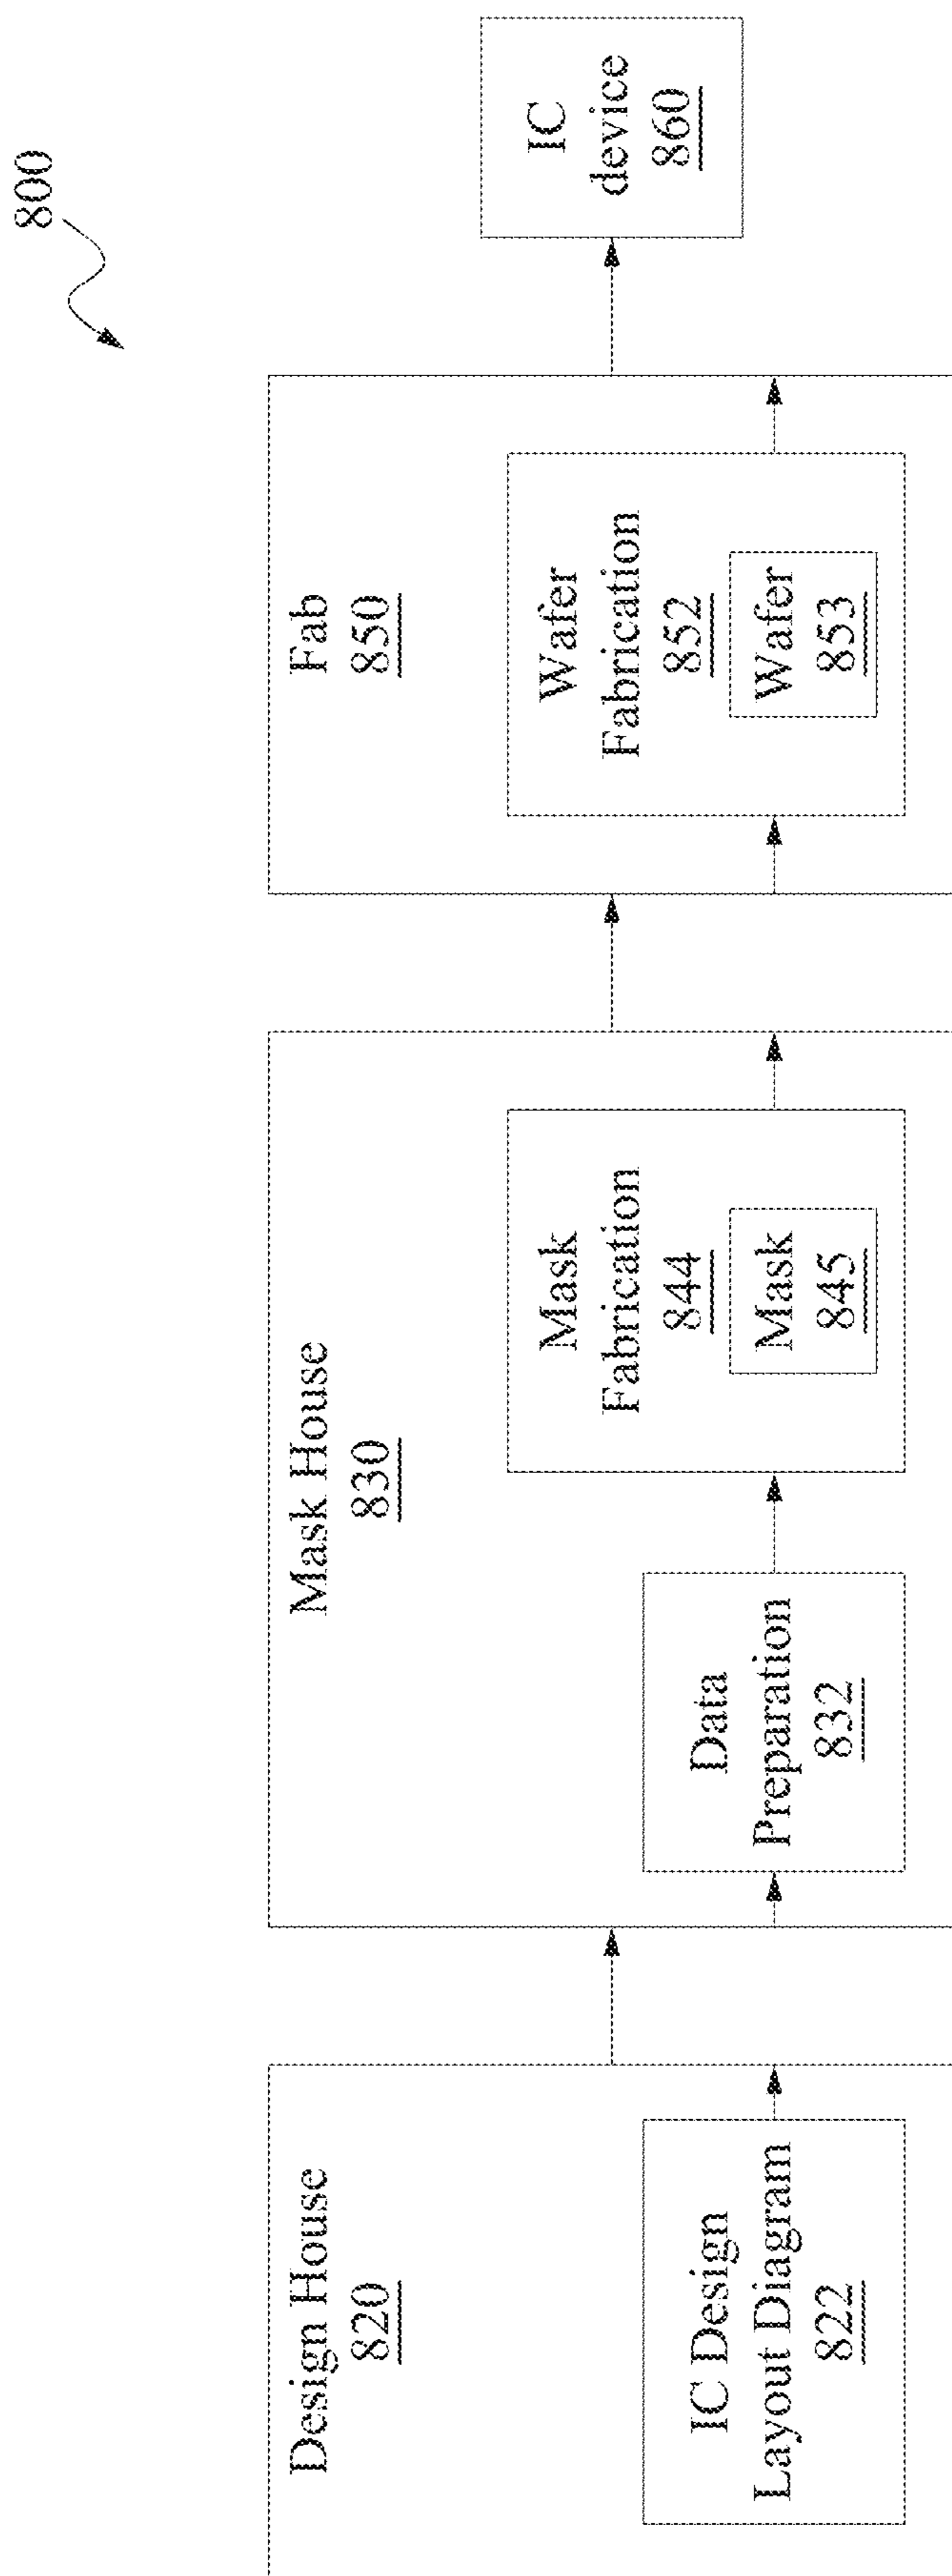 800
Design House
820
IC Design
Layout Diagram
822
Mask House
830
Data
Preparation
832
Mask
Fabrication
844
Mask
845
Fab
850
Wafer
Fabrication
852
Wafer
853
IC
device
860